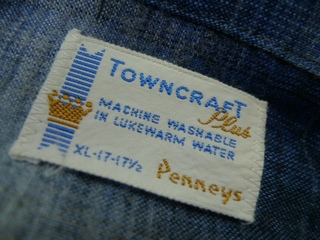 TOWNCRAFT
Plus
MACHINE WASHABLE
IN LUKEWARM WATER
XL-17-17½
Penneys